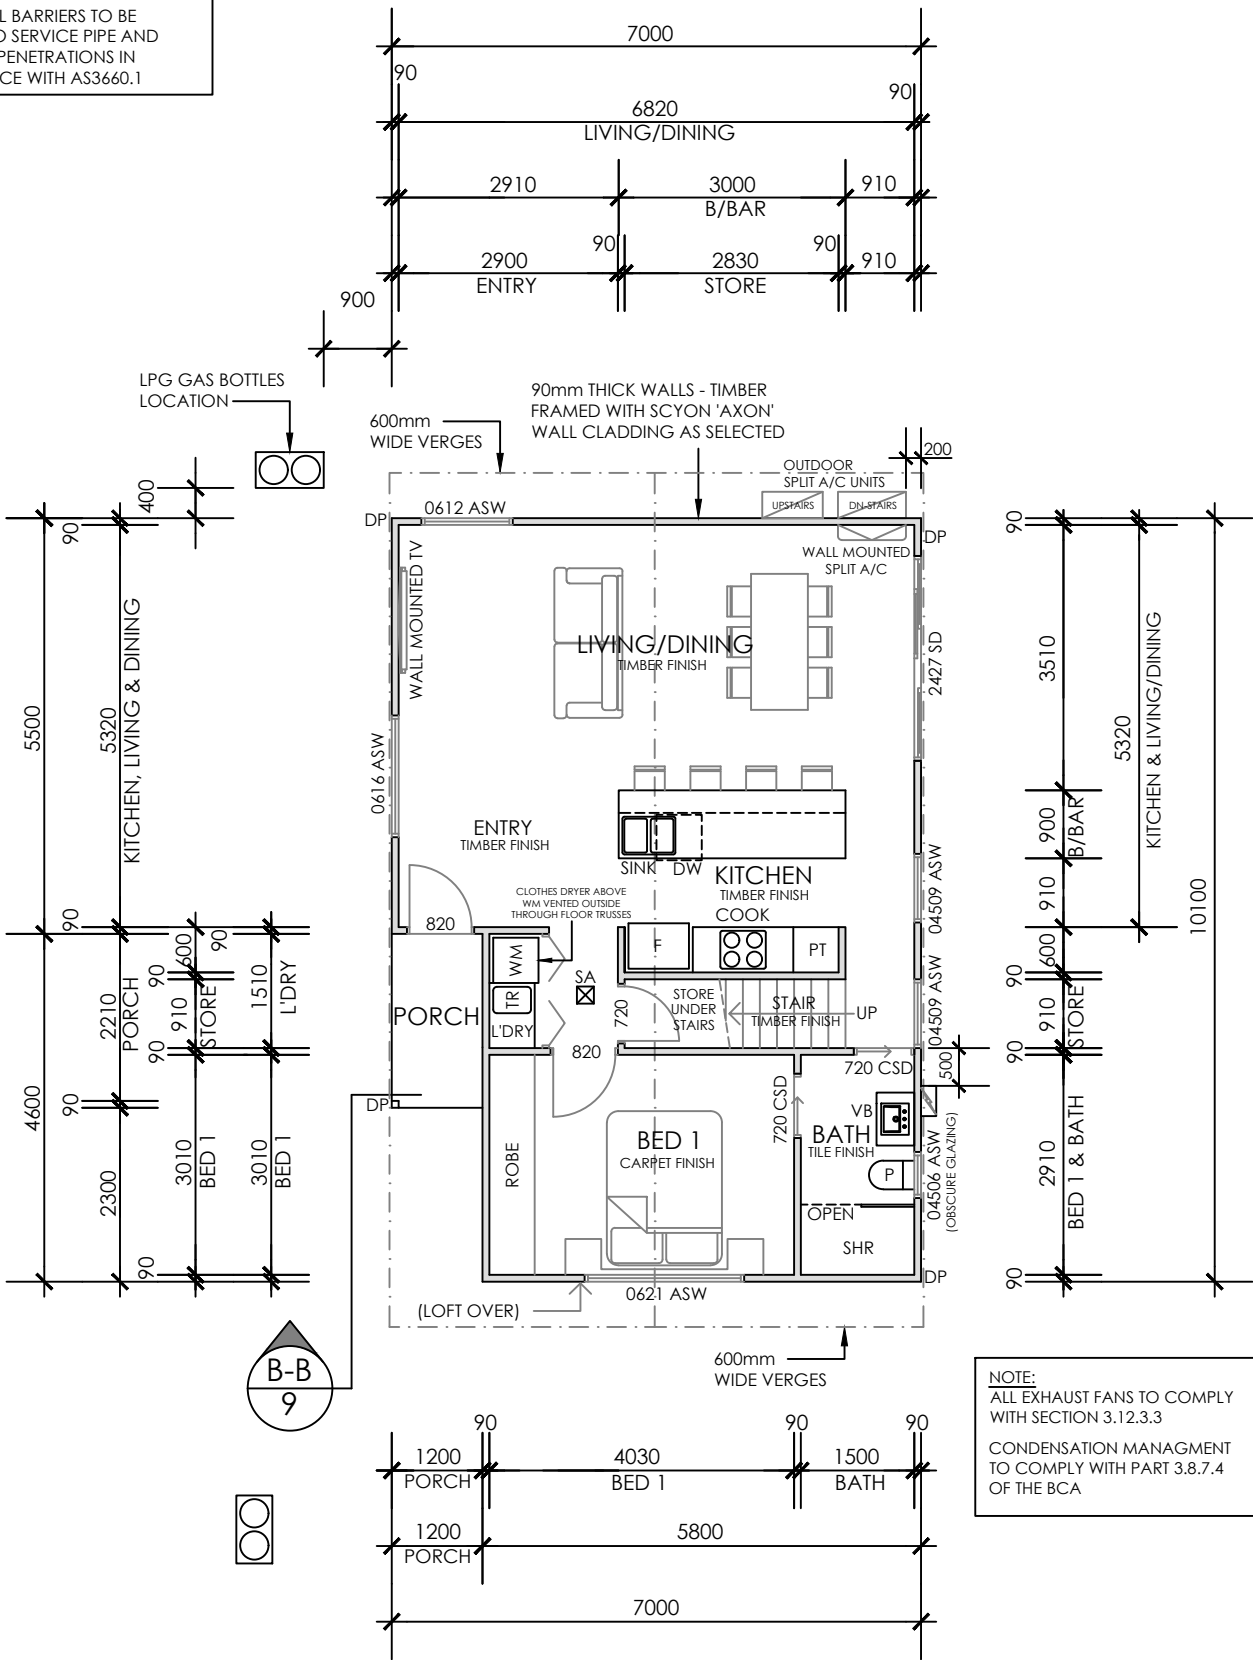 L BARRIERS TO BE
O SERVICE PIPE AND
PENETRATIONS IN
CE WITH AS3660.1
7000
90
90
6820
LIVING/DINING
2910
3000
910
B/BAR
90
90
2900
2830
910
ENTRY
STORE
900
LPG GAS BOTTLES
LOCATION
600mm
WIDE VERGES
90mm THICK WALLS - TIMBER
FRAMED WITH SCYON 'AXON'
WALL CLADDING AS SELECTED
200
OUTDOOR
SPLIT A/C UNITS
UPSTAIRS
DN-STAIRS
400
90
5500
5320
KITCHEN, LIVING & DINING
DP
0612 ASW
DP
WALL MOUNTED
SPLIT A/C
WALL MOUNTED TV
LIVING/DINING
TIMBER FINISH
2427 SD
0616 ASW
ENTRY
TIMBER FINISH
SINK
DW
KITCHEN
TIMBER FINISH
COOK
04509 ASW
CLOTHES DRYER ABOVE
WM VENTED OUTSIDE
THROUGH FLOOR TRUSSES
820
F
PT
WM
TR
L'DRY
SA
720
STORE
UNDER
STAIRS
STAIR
TIMBER FINISH
UP
04509 ASW
PORCH
820
720 CSD
500
720 CSD
DP
ROBE
BED 1
CARPET FINISH
VB
BATH
TILE FINISH
P
OPEN
SHR
04506 ASW
(OBSCURE GLAZING)
DP
0621 ASW
(LOFT OVER)
600mm
WIDE VERGES
90
4600
2210
PORCH
90
2300
600
90
910
STORE
90
3010
BED 1
90
90
1510
L'DRY
3010
BED 1
90
3510
900
B/BAR
910
600
90
910
STORE
90
2910
BED 1 & BATH
90
5320
KITCHEN & LIVING/DINING
10100
B-B
9
NOTE:
ALL EXHAUST FANS TO COMPLY
WITH SECTION 3.12.3.3
CONDENSATION MANAGMENT
TO COMPLY WITH PART 3.8.7.4
OF THE BCA
90
90
90
1200
4030
1500
PORCH
BED 1
BATH
1200
5800
PORCH
7000